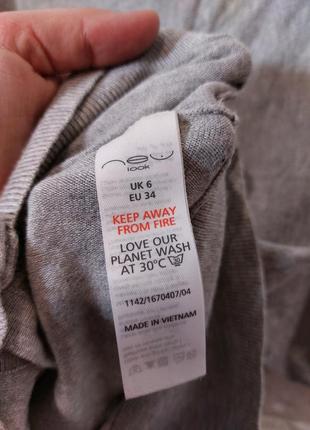 new
look
UK 6
EU 34
KEEP AWAY
FROM FIRE
LOVE OUR
PLANET WASH
AT 30°C 30
1142/1670407/04
MADE IN VIETNAM